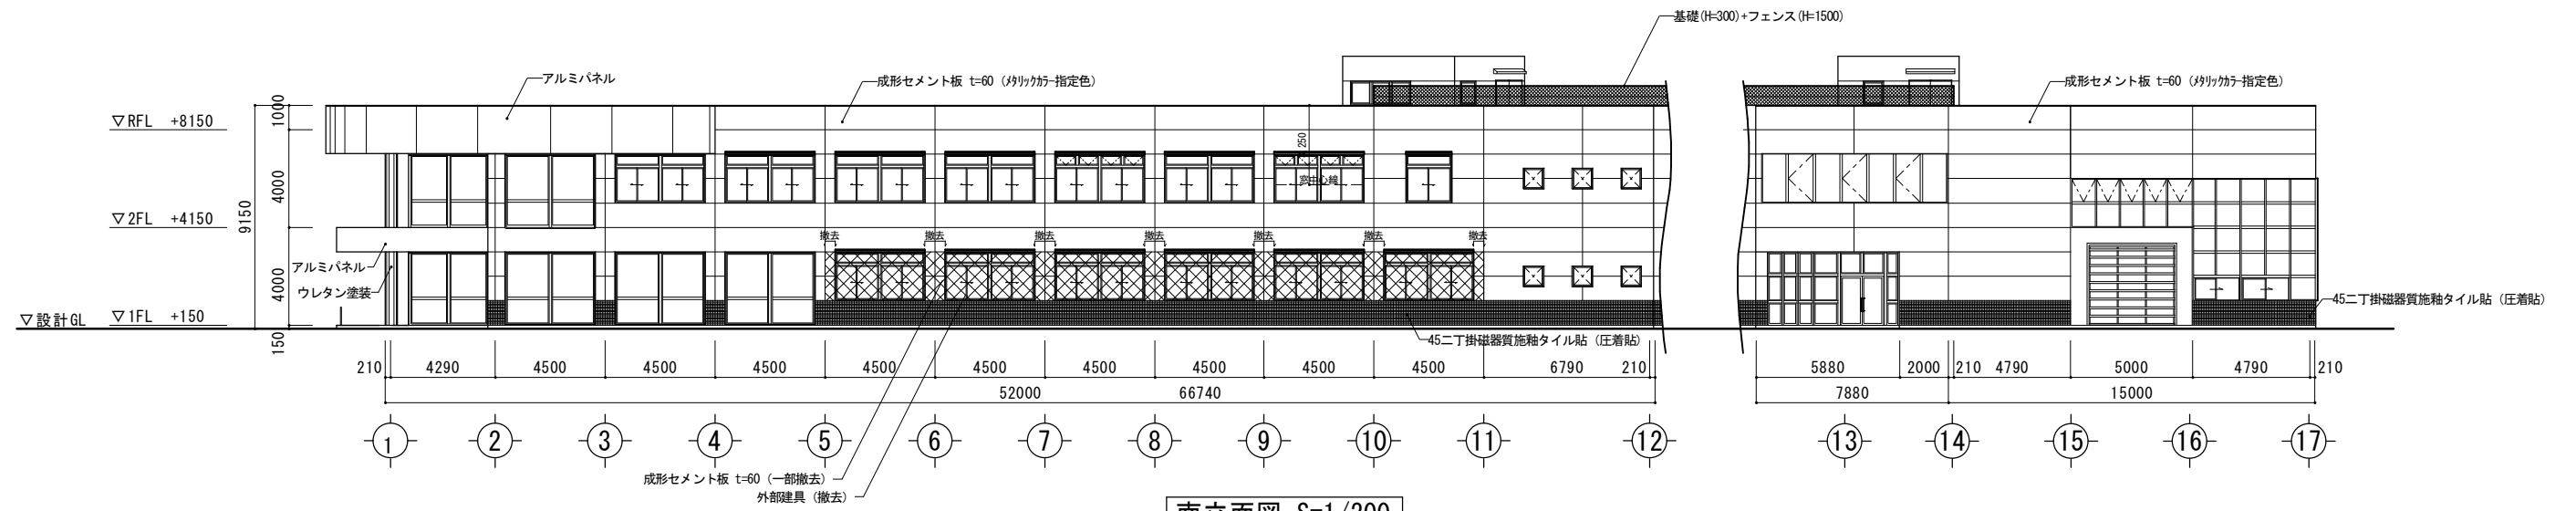 基礎(H=300)+フェンス(H=1500)
アルミパネル
成形セメント板 t=60 (メタリックカラー指定色)
成形セメント板 t=60 (メタリックカラー指定色)
▽RFL +8150
1000
250
窓中心線
4000
9150
▽2FL +4150
撤去 撤去 撤去 撤去 撤去 撤去 撤去
アルミパネル
4000
ウレタン塗装
▽設計GL
▽1FL +150
150
45二丁掛磁器質施釉タイル貼(圧着貼)
45二丁掛磁器質施釉タイル貼(圧着貼)
210 4290 4500 4500 4500 4500 4500 4500 4500 4500 4500 6790 210 5880 2000 210 4790 5000 4790 210
52000 66740 7880 15000
1 2 3 4 5 6 7 8 9 10 11 12 13 14 15 16 17
成形セメント板 t=60 (一部撤去)
外部建具 (撤去)